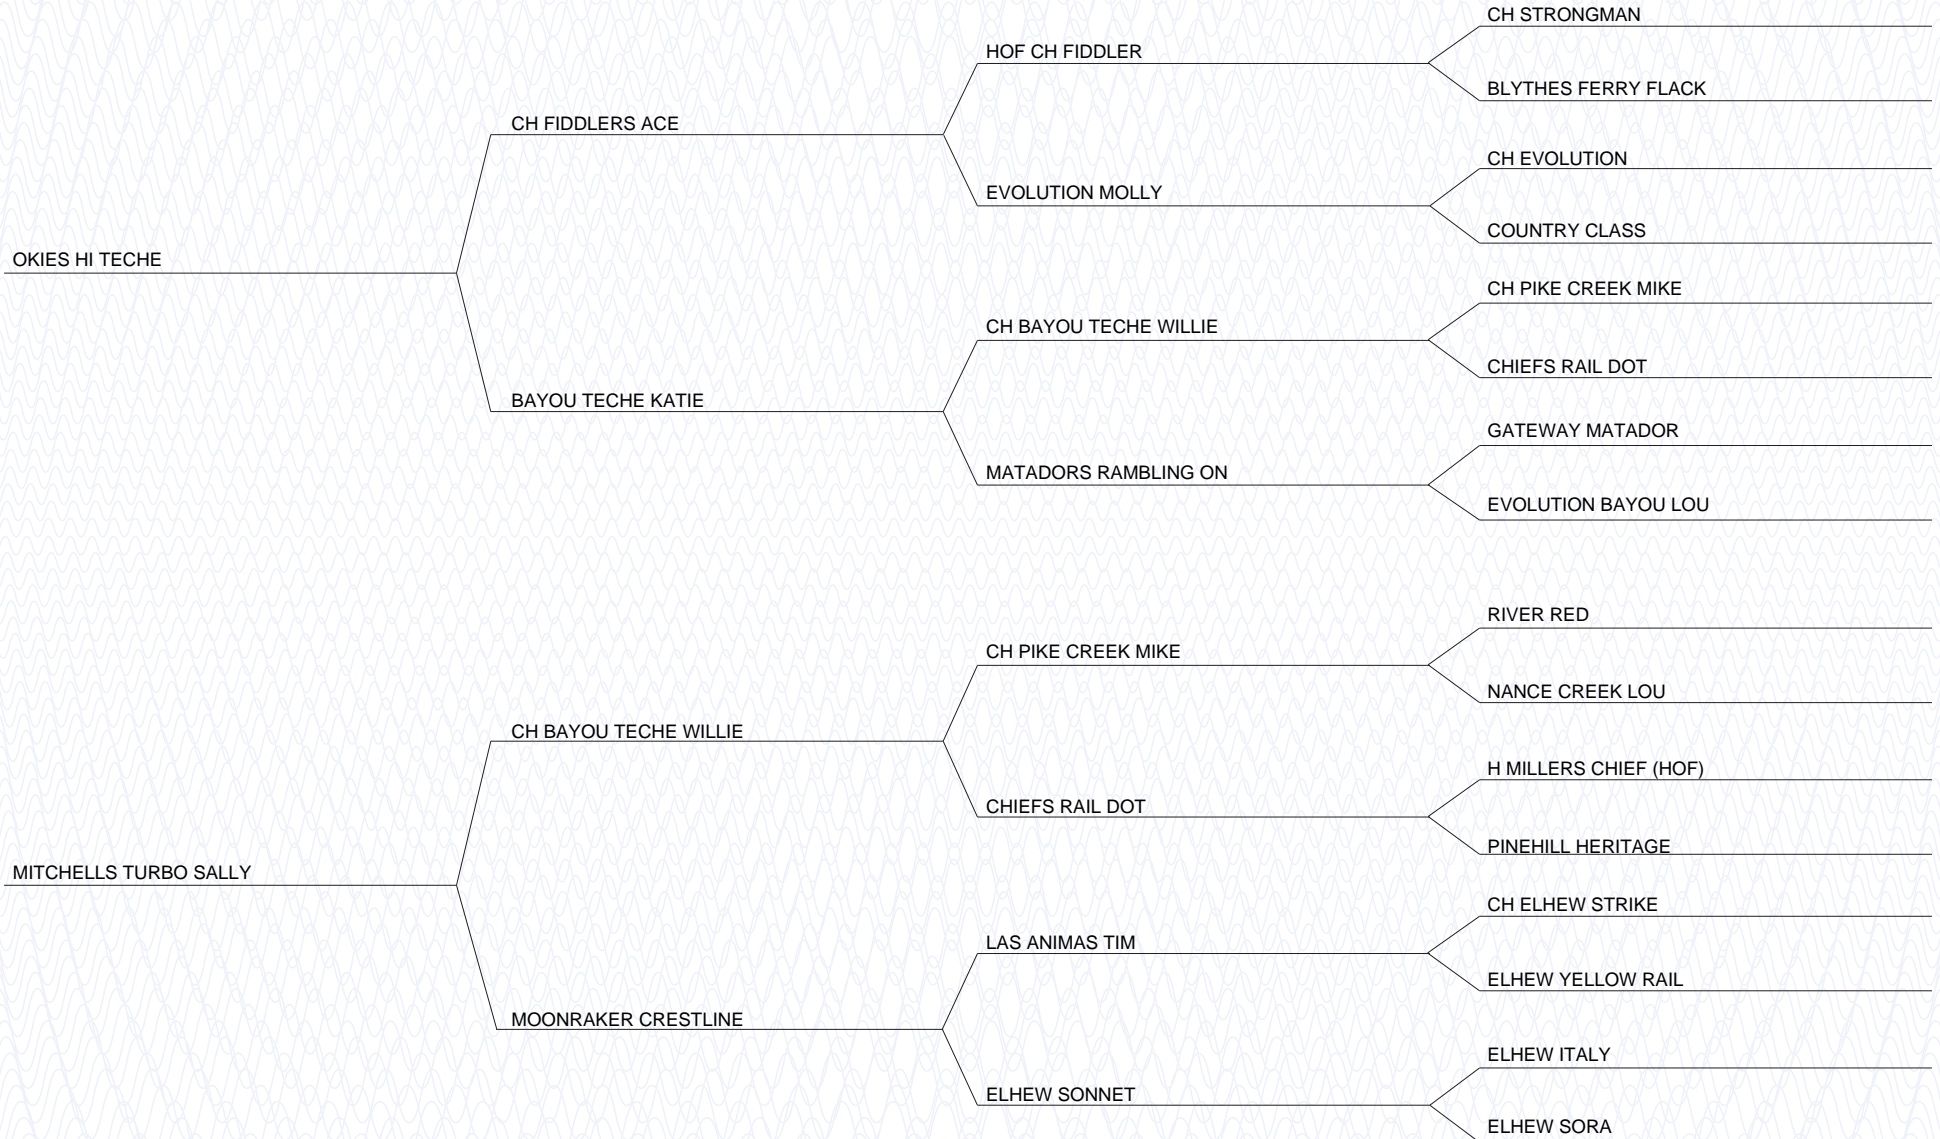 CH STRONGMAN
HOF CH FIDDLER
BLYTHES FERRY FLACK
CH FIDDLERS ACE
CH EVOLUTION
EVOLUTION MOLLY
COUNTRY CLASS
OKIES HI TECHE
CH PIKE CREEK MIKE
CH BAYOU TECHE WILLIE
CHIEFS RAIL DOT
BAYOU TECHE KATIE
GATEWAY MATADOR
MATADORS RAMBLING ON
EVOLUTION BAYOU LOU
RIVER RED
CH PIKE CREEK MIKE
NANCE CREEK LOU
CH BAYOU TECHE WILLIE
H MILLERS CHIEF (HOF)
CHIEFS RAIL DOT
PINEHILL HERITAGE
MITCHELLS TURBO SALLY
CH ELHEW STRIKE
LAS ANIMAS TIM
ELHEW YELLOW RAIL
MOONRAKER CRESTLINE
ELHEW ITALY
ELHEW SONNET
ELHEW SORA